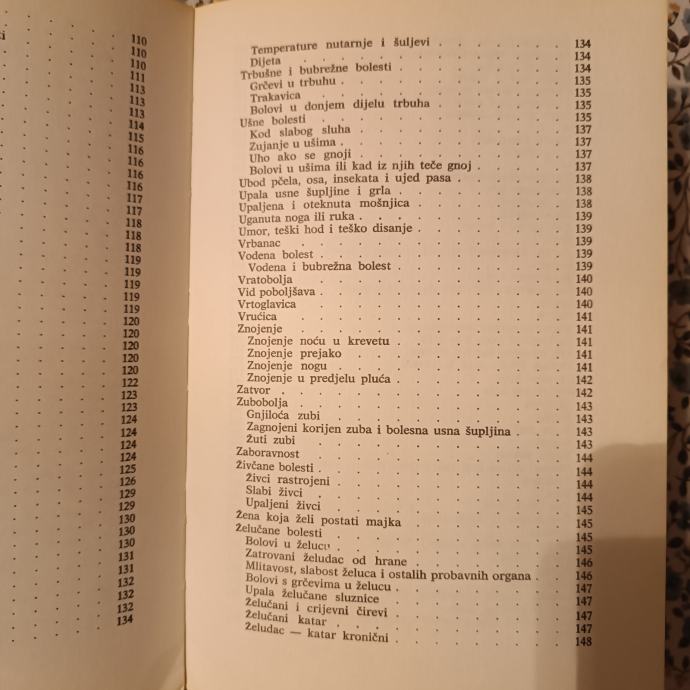 110
110
110
111
113
113
113
114
115
116
116
116
116
117
117
118
118
118
119
119
119
119
119
120
120
120
120
120
122
123
123
124
124
124
124
125
126
129
129
130
130
130
131
131
132
132
132
134
Temperature nutarnje i šuljevi . . . . . . 134
Dijeta . . . . . . . . . . 134
Trbušne i bubrežne bolesti . . . . . . . 134
Grčevi u trbuhu . . . . . . . . 135
Trakavica . . . . . . . . . 135
Bolovi u donjem dijelu trbuha . . . . . . 135
Ušne bolesti . . . . . . . . . 135
Kod slabog sluha . . . . . . . . 137
Zujanje u ušima . . . . . . . . 137
Uho ako se gnoji . . . . . . . . 137
Bolovi u ušima ili kad iz njih teče gnoj . . . . 137
Ubod pčela, osa, insekata i ujed pasa . . . . . 138
Upala usne šupljine i grla . . . . . . . 138
Upaljena i oteknuta mošnjica . . . . . . 138
Uganuta noga ili ruka . . . . . . . . 139
Umor, teški hod i teško disanje . . . . . . 139
Vrbanac . . . . . . . . . . 139
Vodena bolest . . . . . . . . . 139
Vodena i bubrežna bolest . . . . . . . 139
Vratobolja . . . . . . . . . . 140
Vid poboljšava . . . . . . . . . 140
Vrtoglavica . . . . . . . . . . 140
Vrućica . . . . . . . . . . 141
Znojenje . . . . . . . . . . 141
Znojenje noću u krevetu . . . . . . . 141
Znojenje prejako . . . . . . . . 141
Znojenje nogu . . . . . . . . . 141
Znojenje u predjelu pluća . . . . . . . 142
Zatvor . . . . . . . . . . 142
Zubobolja . . . . . . . . . . 143
Gnjiloća zubi . . . . . . . . . 143
Zagnojeni korijen zuba i bolesna usna šupljina . . . 143
Žuti zubi . . . . . . . . . 143
Zaboravnost . . . . . . . . . 144
Živčane bolesti . . . . . . . . . 144
Živci rastrojeni . . . . . . . . 144
Slabi živci . . . . . . . . . 144
Upaljeni živci . . . . . . . . . 145
Žena koja želi postati majka . . . . . . 145
Želučane bolesti . . . . . . . . . 145
Bolovi u želucu . . . . . . . . 145
Zatrovani želudac od hrane . . . . . . 146
Mlitavost, slabost želuca i ostalih probavnih organa . . 146
Bolovi s grčevima u želucu . . . . . . 147
Upala želučane sluznice . . . . . . . 147
Želučani i crijevni čirevi . . . . . . . 147
Želučani katar . . . . . . . . . 147
Želudac — katar kronični . . . . . . . 148